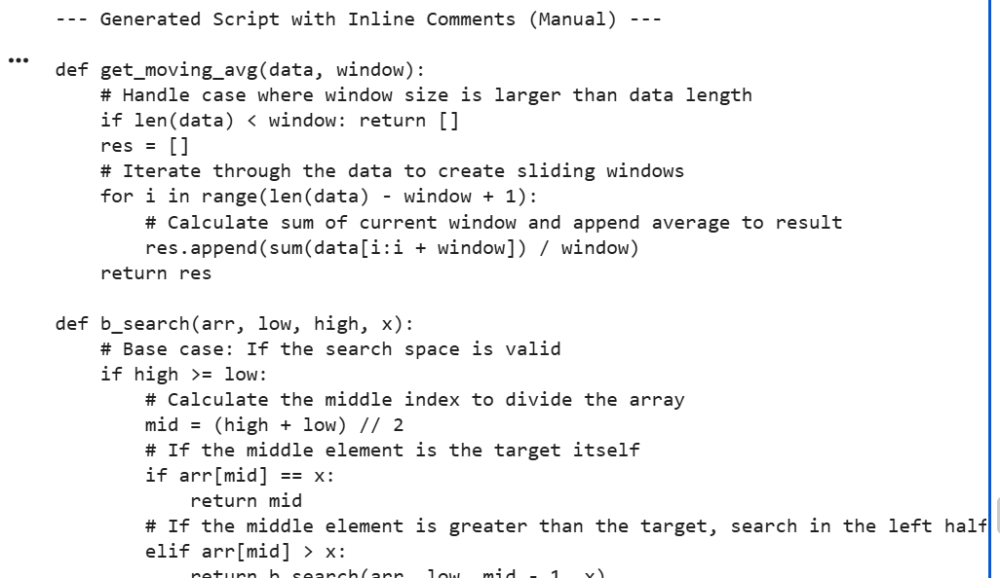 --- Generated Script with Inline Comments (Manual) ---
def get_moving_avg(data, window):
    # Handle case where window size is larger than data length
    if len(data) < window: return []
    res = []
    # Iterate through the data to create sliding windows
    for i in range(len(data) - window + 1):
        # Calculate sum of current window and append average to result
        res.append(sum(data[i:i + window]) / window)
    return res

def b_search(arr, low, high, x):
    # Base case: If the search space is valid
    if high >= low:
        # Calculate the middle index to divide the array
        mid = (high + low) // 2
        # If the middle element is the target itself
        if arr[mid] == x:
            return mid
        # If the middle element is greater than the target, search in the left half
        elif arr[mid] > x:
            return b_search(arr, low, mid - 1, x)